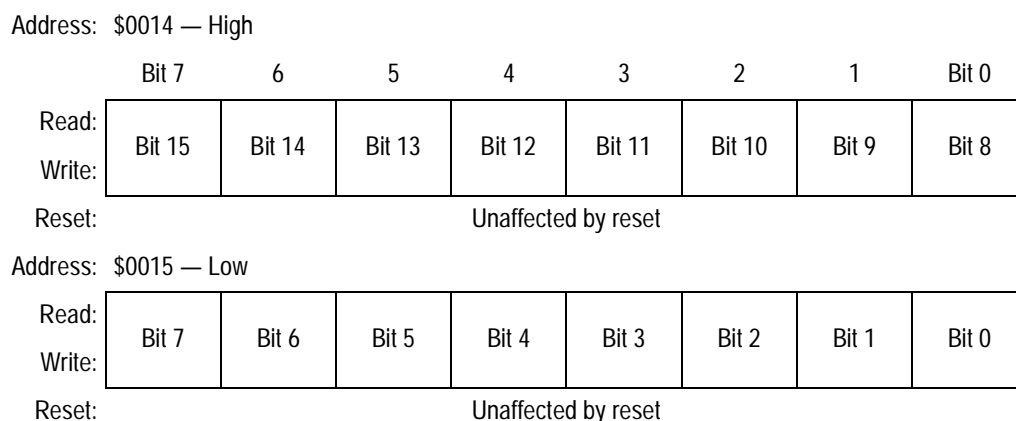 Address: $0014 — High
Bit 7 6 5 4 3 2 1 Bit 0
Read:
Bit 15 Bit 14 Bit 13 Bit 12 Bit 11 Bit 10 Bit 9 Bit 8
Write:
Reset: Unaffected by reset
Address: $0015 — Low
Read:
Bit 7 Bit 6 Bit 5 Bit 4 Bit 3 Bit 2 Bit 1 Bit 0
Write:
Reset: Unaffected by reset